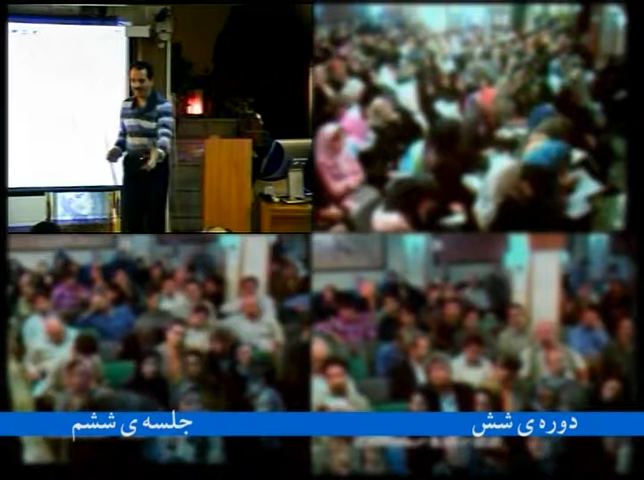 دوره ی شش
جلسه ی ششم